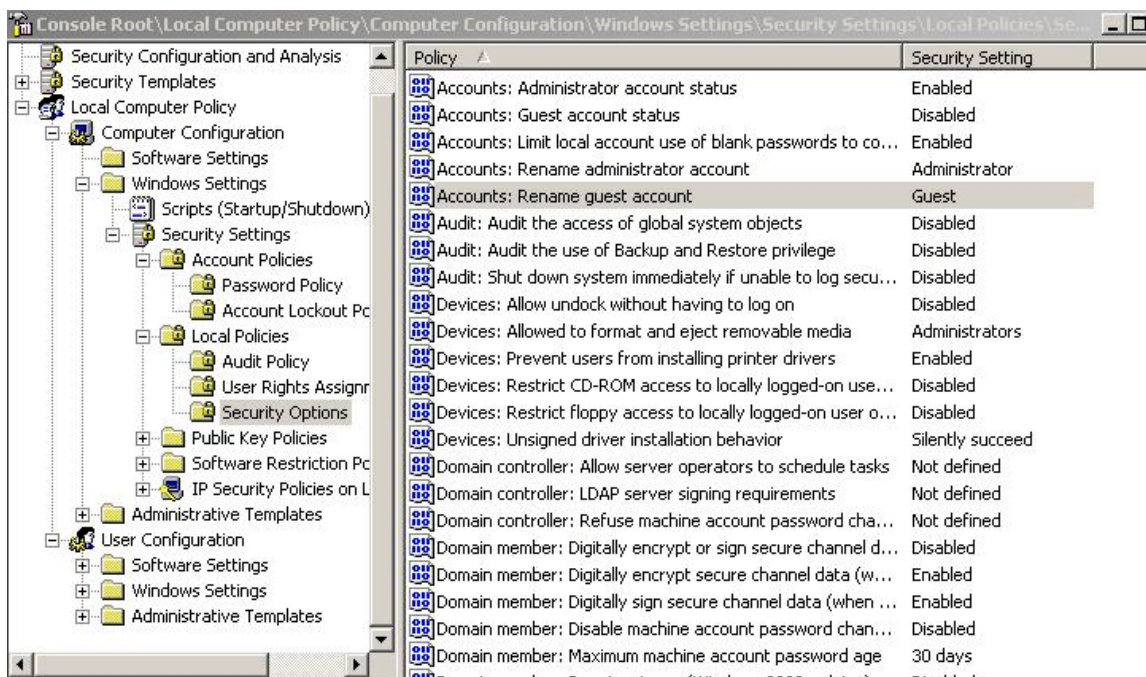 Console Root\Local Computer Policy\Computer Configuration\Windows Settings\Security Settings\Local Policies\Se...
Security Configuration and Analysis
Security Templates
Local Computer Policy
Computer Configuration
Software Settings
Windows Settings
Scripts (Startup/Shutdown)
Security Settings
Account Policies
Password Policy
Account Lockout Pc
Local Policies
Audit Policy
User Rights Assignr
Security Options
Public Key Policies
Software Restriction Pc
IP Security Policies on L
Administrative Templates
User Configuration
Software Settings
Windows Settings
Administrative Templates
Policy Security Setting
Accounts: Administrator account status Enabled
Accounts: Guest account status Disabled
Accounts: Limit local account use of blank passwords to co... Enabled
Accounts: Rename administrator account Administrator
Accounts: Rename guest account Guest
Audit: Audit the access of global system objects Disabled
Audit: Audit the use of Backup and Restore privilege Disabled
Audit: Shut down system immediately if unable to log secu... Disabled
Devices: Allow undock without having to log on Disabled
Devices: Allowed to format and eject removable media Administrators
Devices: Prevent users from installing printer drivers Enabled
Devices: Restrict CD-ROM access to locally logged-on use... Disabled
Devices: Restrict floppy access to locally logged-on user o... Disabled
Devices: Unsigned driver installation behavior Silently succeed
Domain controller: Allow server operators to schedule tasks Not defined
Domain controller: LDAP server signing requirements Not defined
Domain controller: Refuse machine account password cha... Not defined
Domain member: Digitally encrypt or sign secure channel d... Disabled
Domain member: Digitally encrypt secure channel data (w... Enabled
Domain member: Digitally sign secure channel data (when ... Enabled
Domain member: Disable machine account password chan... Disabled
Domain member: Maximum machine account password age 30 days